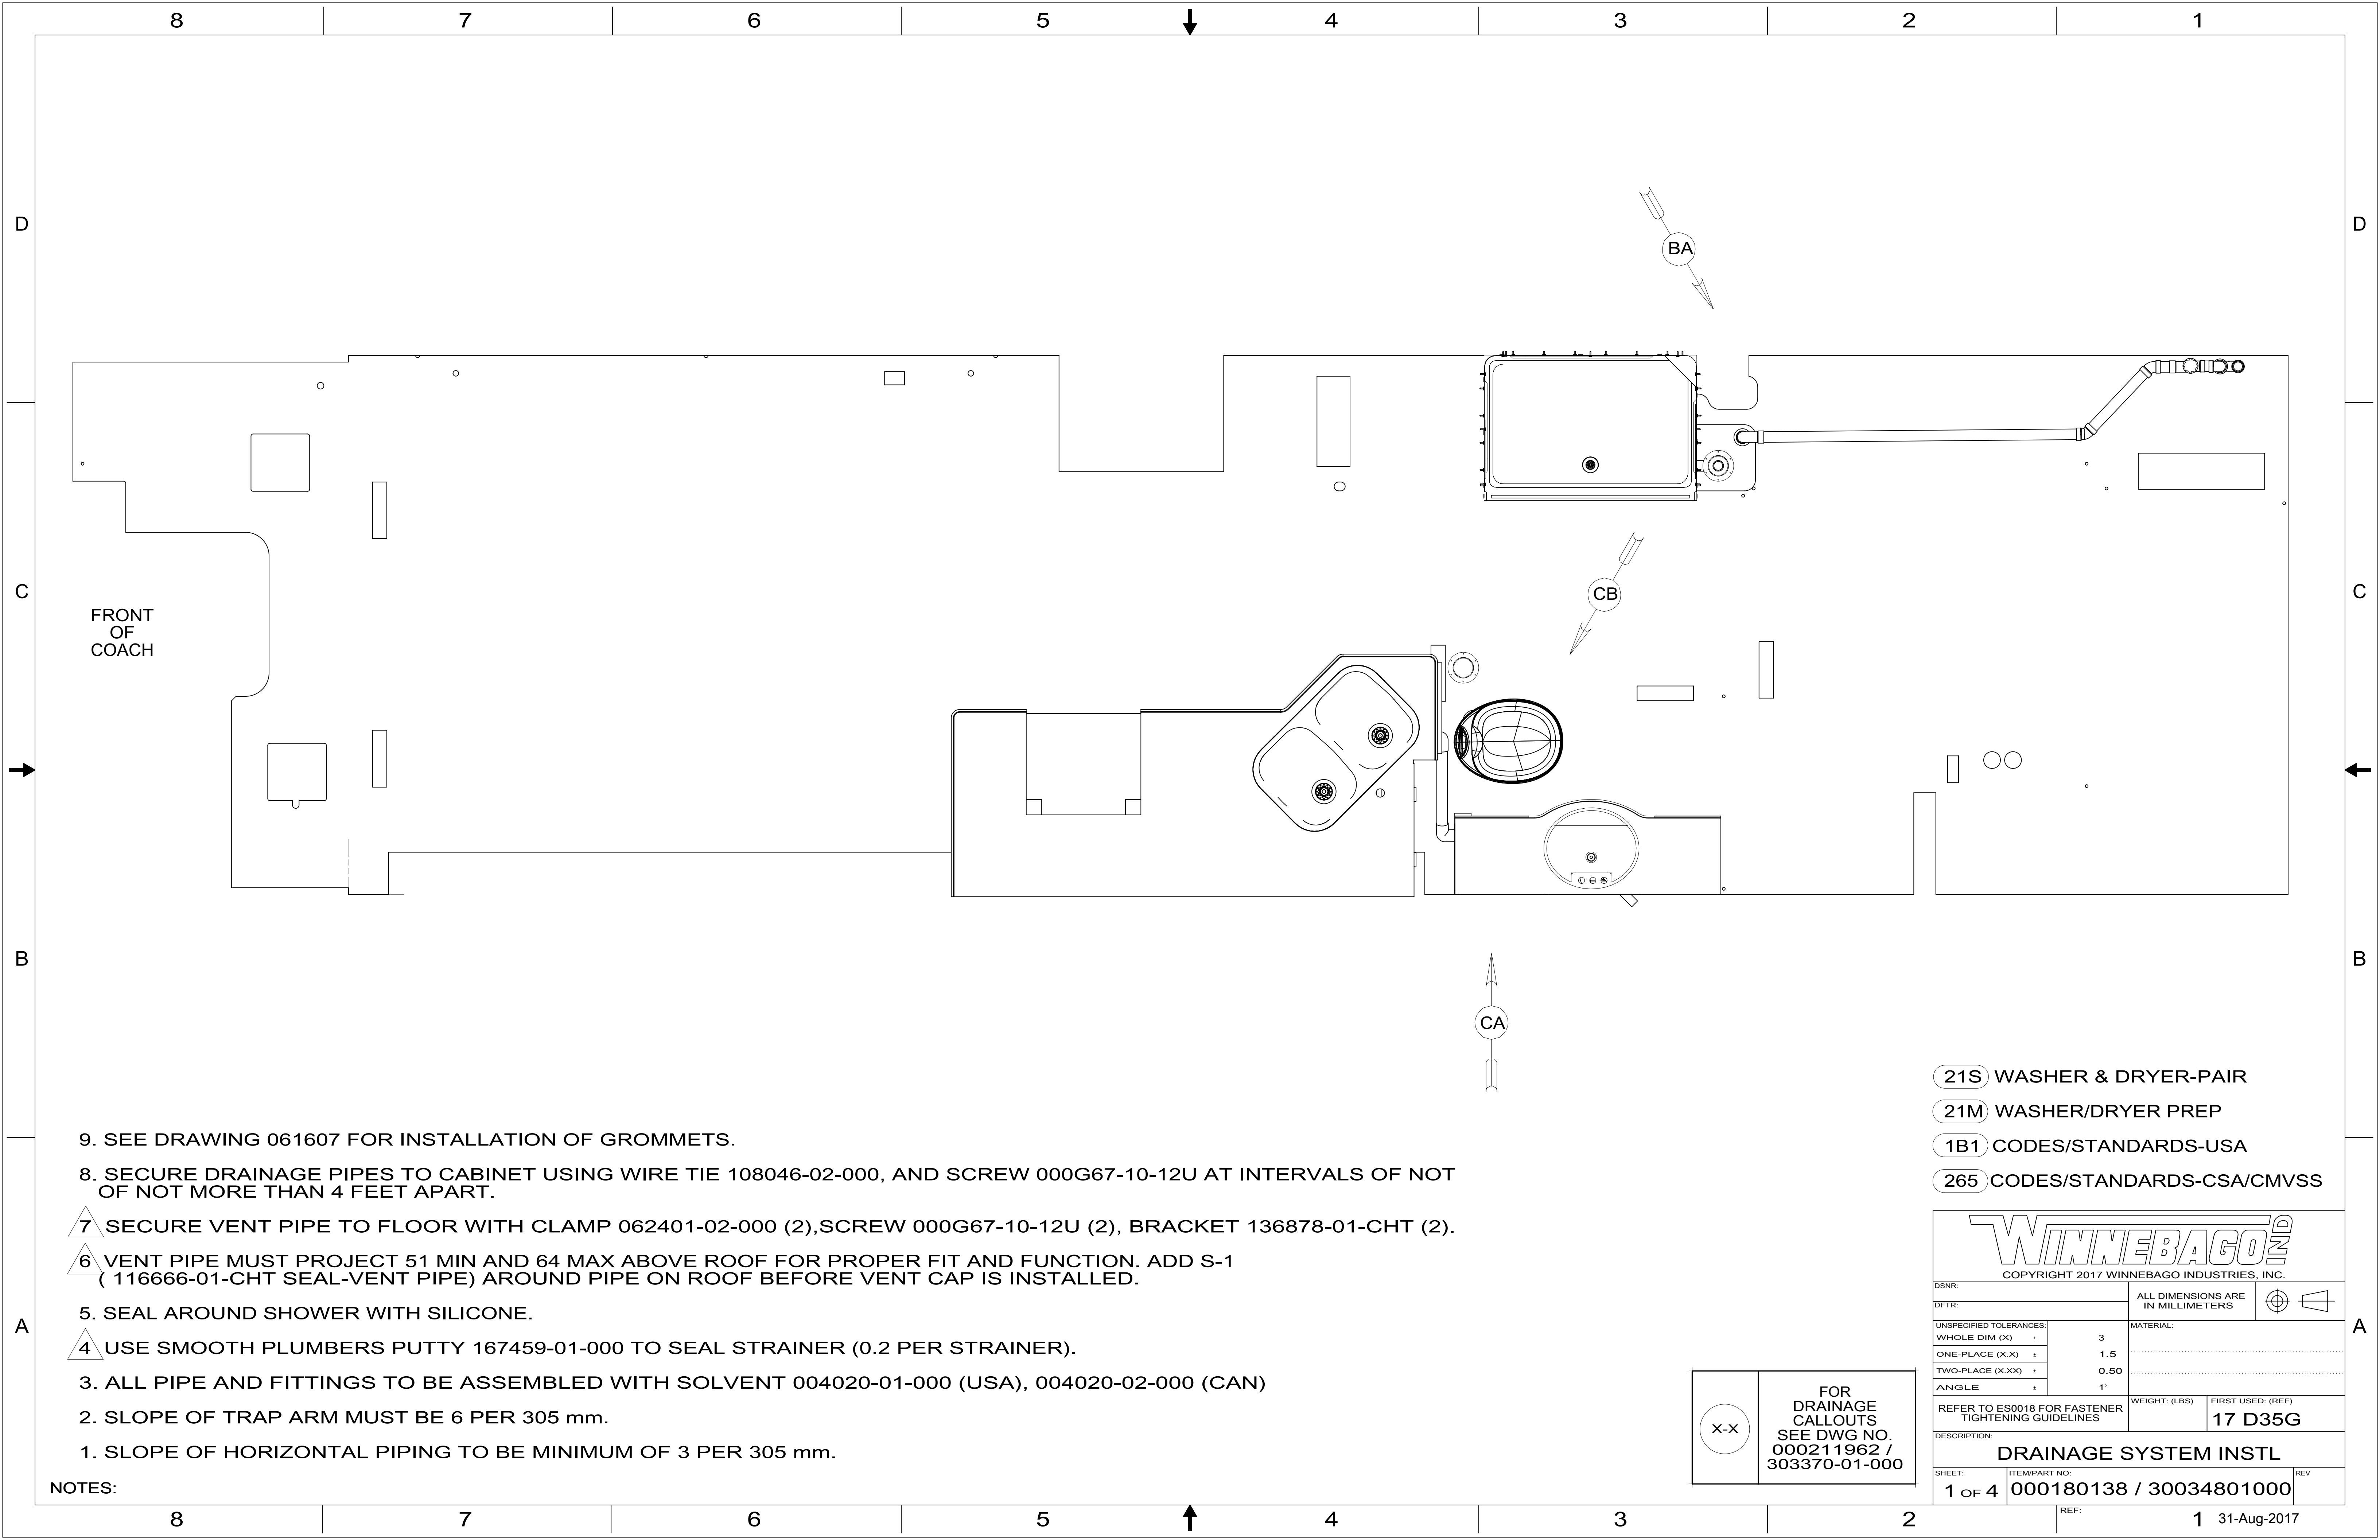 8 7 6 5 4 3 2 1
D D
BA
C C
FRONT
OF
COACH
CB
B B
CA
21S WASHER & DRYER-PAIR
21M WASHER/DRYER PREP
1B1 CODES/STANDARDS-USA
265 CODES/STANDARDS-CSA/CMVSS
9. SEE DRAWING 061607 FOR INSTALLATION OF GROMMETS.
8. SECURE DRAINAGE PIPES TO CABINET USING WIRE TIE 108046-02-000, AND SCREW 000G67-10-12U AT INTERVALS OF NOT
OF NOT MORE THAN 4 FEET APART.
7 SECURE VENT PIPE TO FLOOR WITH CLAMP 062401-02-000 (2),SCREW 000G67-10-12U (2), BRACKET 136878-01-CHT (2).
6 VENT PIPE MUST PROJECT 51 MIN AND 64 MAX ABOVE ROOF FOR PROPER FIT AND FUNCTION. ADD S-1
( 116666-01-CHT SEAL-VENT PIPE) AROUND PIPE ON ROOF BEFORE VENT CAP IS INSTALLED.
5. SEAL AROUND SHOWER WITH SILICONE.
4 USE SMOOTH PLUMBERS PUTTY 167459-01-000 TO SEAL STRAINER (0.2 PER STRAINER).
3. ALL PIPE AND FITTINGS TO BE ASSEMBLED WITH SOLVENT 004020-01-000 (USA), 004020-02-000 (CAN)
2. SLOPE OF TRAP ARM MUST BE 6 PER 305 mm.
1. SLOPE OF HORIZONTAL PIPING TO BE MINIMUM OF 3 PER 305 mm.
NOTES:
A A
X-X
FOR
DRAINAGE
CALLOUTS
SEE DWG NO.
000211962 /
303370-01-000
WINNEBAGO IND
COPYRIGHT 2017 WINNEBAGO INDUSTRIES, INC.
DSNR:
DFTR:
ALL DIMENSIONS ARE
IN MILLIMETERS
UNSPECIFIED TOLERANCES:
WHOLE DIM (X) ± 3
ONE-PLACE (X.X) ± 1.5
TWO-PLACE (X.XX) ± 0.50
ANGLE ± 1°
MATERIAL:
REFER TO ES0018 FOR FASTENER
TIGHTENING GUIDELINES
WEIGHT: (LBS)
FIRST USED: (REF)
17 D35G
DESCRIPTION:
DRAINAGE SYSTEM INSTL
SHEET:
1 OF 4
ITEM/PART NO:
000180138 / 30034801000
REV
REF:
8 7 6 5 4 3 2 1
31-Aug-2017